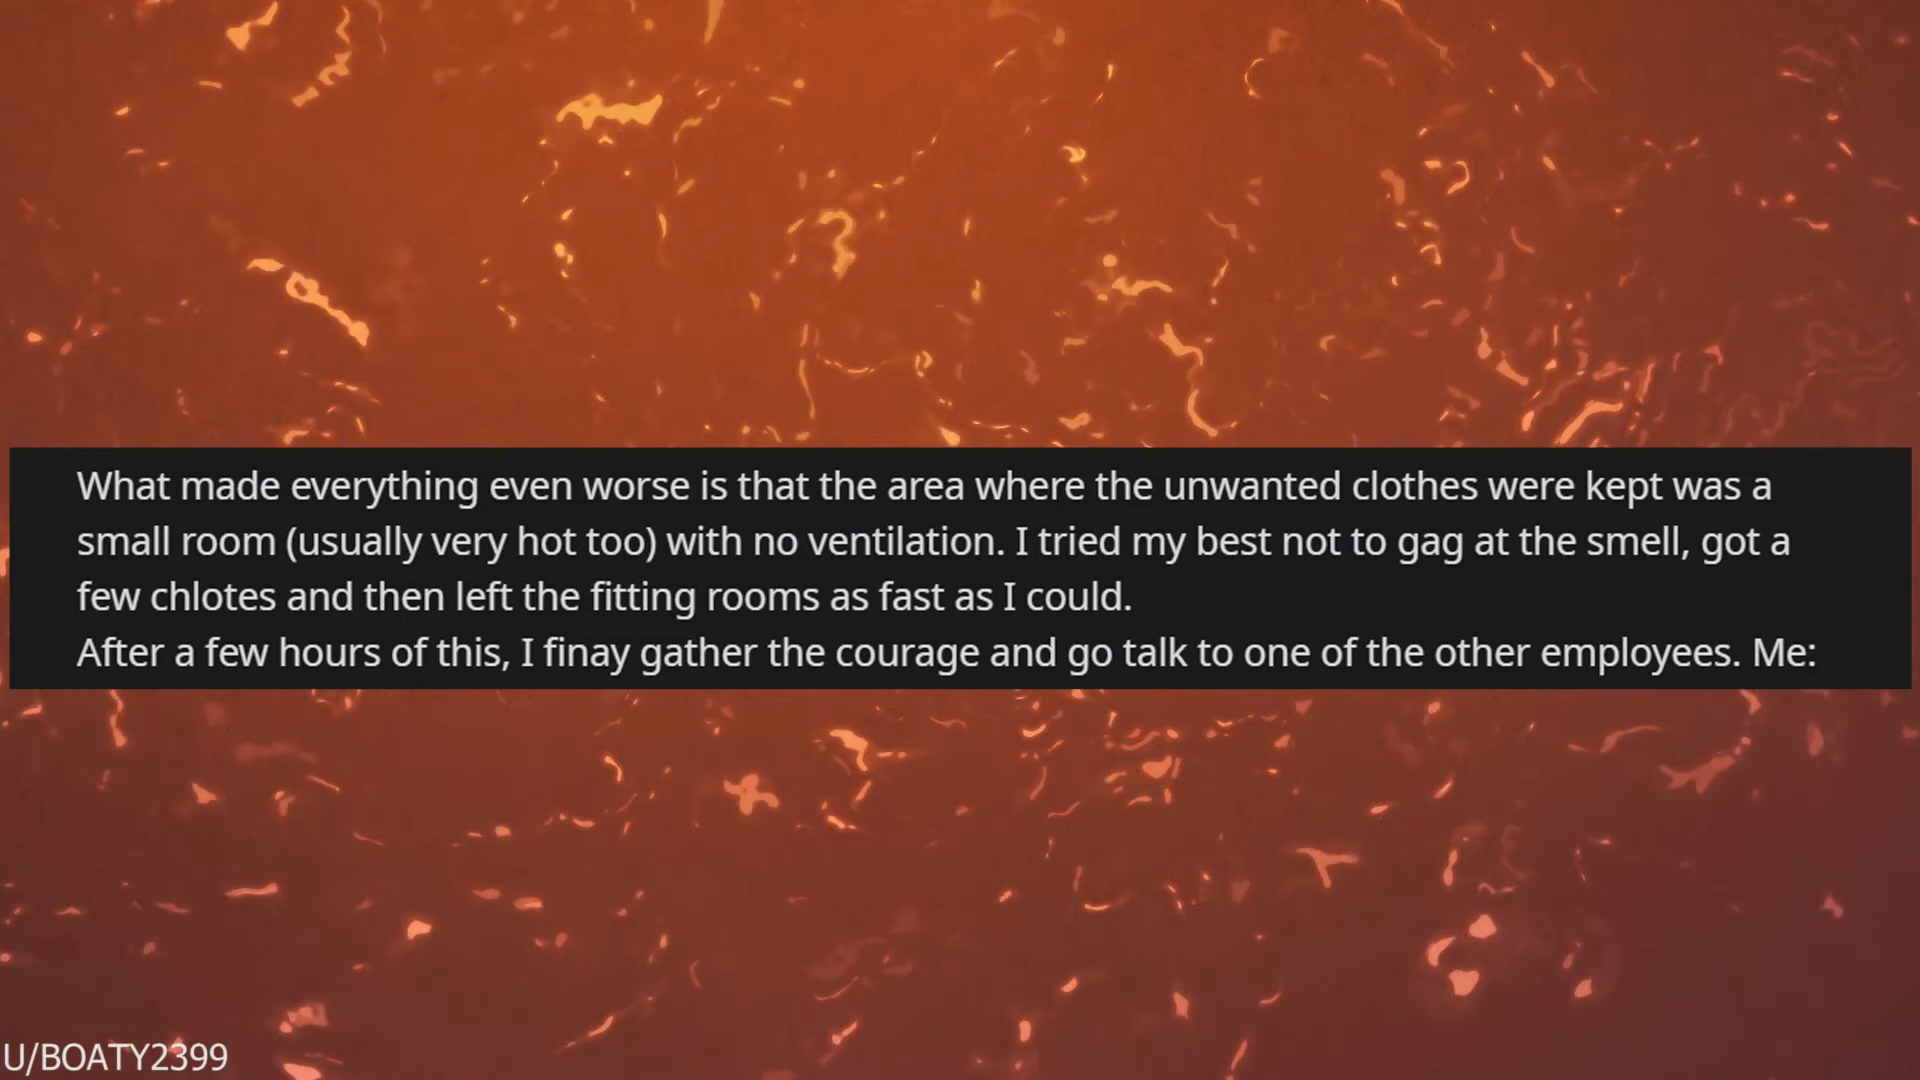 What made everything even worse is that the area where the unwanted clothes were kept was a
small room (usually very hot too) with no ventilation. I tried my best not to gag at the smell, got a
few chlotes and then left the fitting rooms as fast as I could.
After a few hours of this, I finay gather the courage and go talk to one of the other employees. Me:
U/BOATY2399